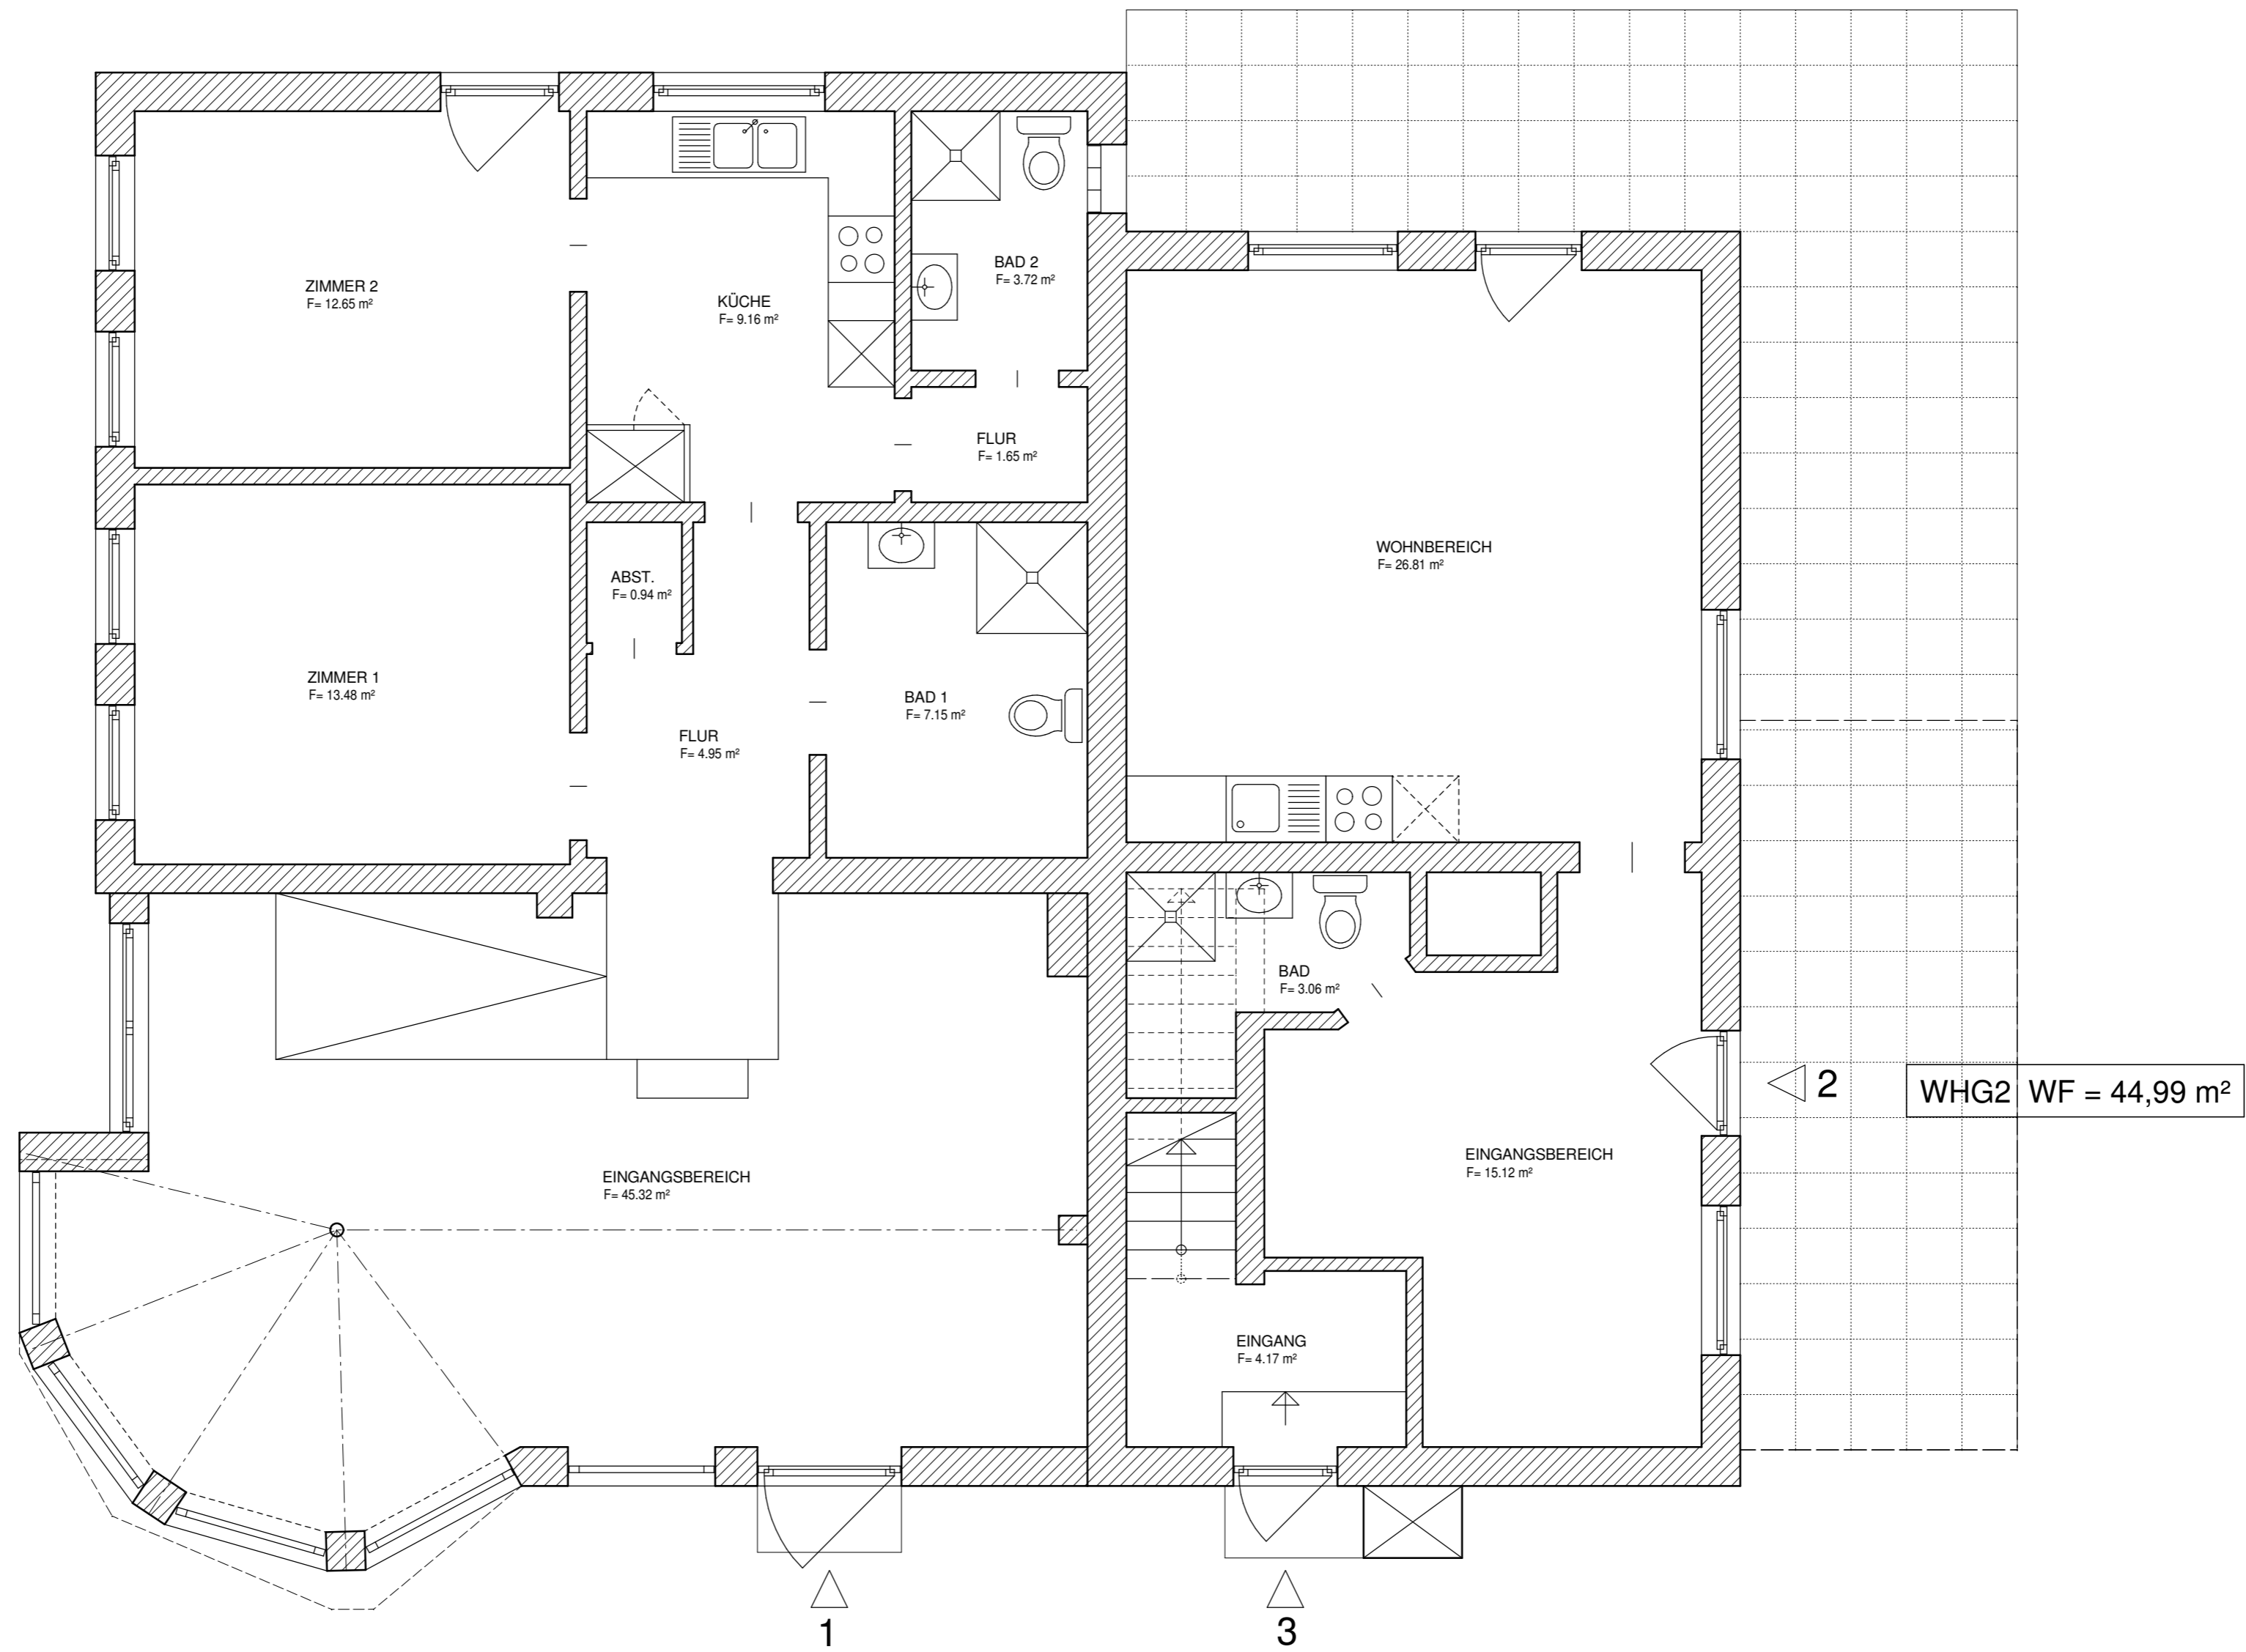 ZIMMER 2
F= 12.65 m²
KÜCHE
F= 9.16 m²
BAD 2
F= 3.72 m²
FLUR
F= 1.65 m²
WOHNBEREICH
F= 26.81 m²
ABST.
F= 0.94 m²
ZIMMER 1
F= 13.48 m²
FLUR
F= 4.95 m²
BAD 1
F= 7.15 m²
BAD
F= 3.06 m²
2
WHG2 WF = 44,99 m²
EINGANGSBEREICH
F= 45.32 m²
EINGANGSBEREICH
F= 15.12 m²
EINGANG
F= 4.17 m²
1
3